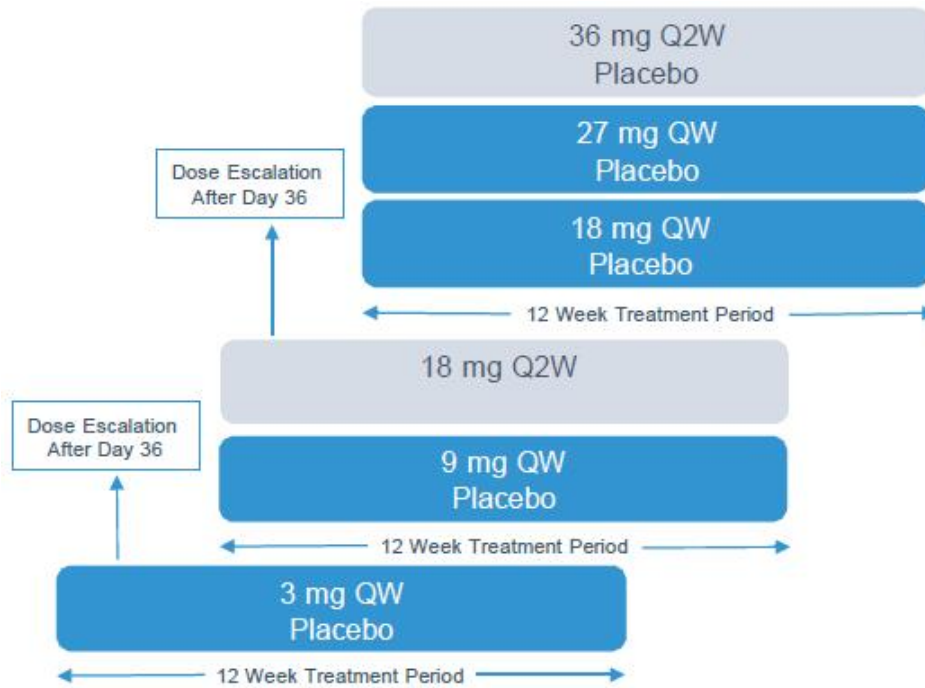 36 mg Q2W
Placebo
27 mg QW
Placebo
Dose Escalation
After Day 36
18 mg QW
Placebo
12 Week Treatment Period
18 mg Q2W
Dose Escalation
After Day 36
9 mg QW
Placebo
12 Week Treatment Period
3 mg QW
Placebo
12 Week Treatment Period